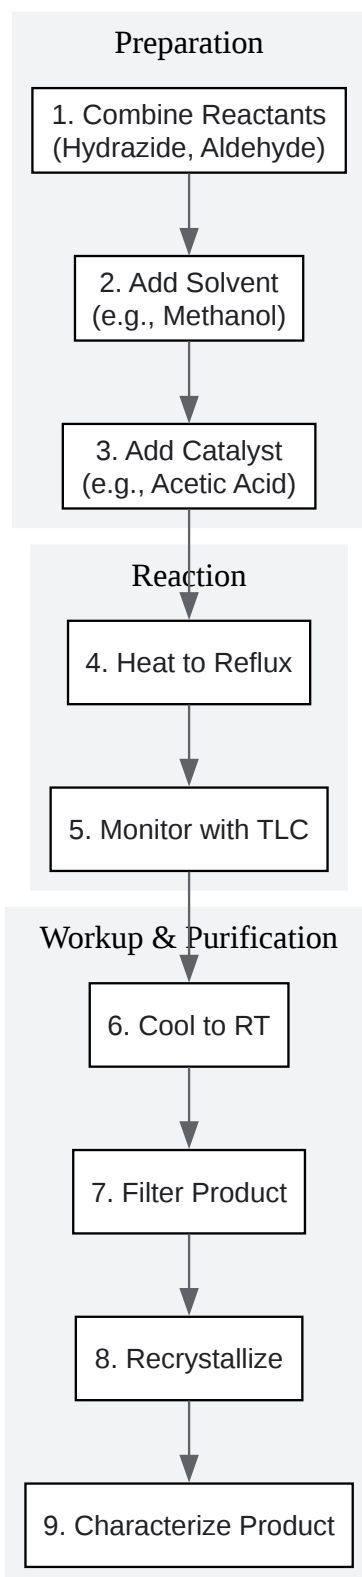 Preparation
1. Combine Reactants
(Hydrazide, Aldehyde)
2. Add Solvent
(e.g., Methanol)
3. Add Catalyst
(e.g., Acetic Acid)
Reaction
4. Heat to Reflux
5. Monitor with TLC
Workup & Purification
6. Cool to RT
7. Filter Product
8. Recrystallize
9. Characterize Product